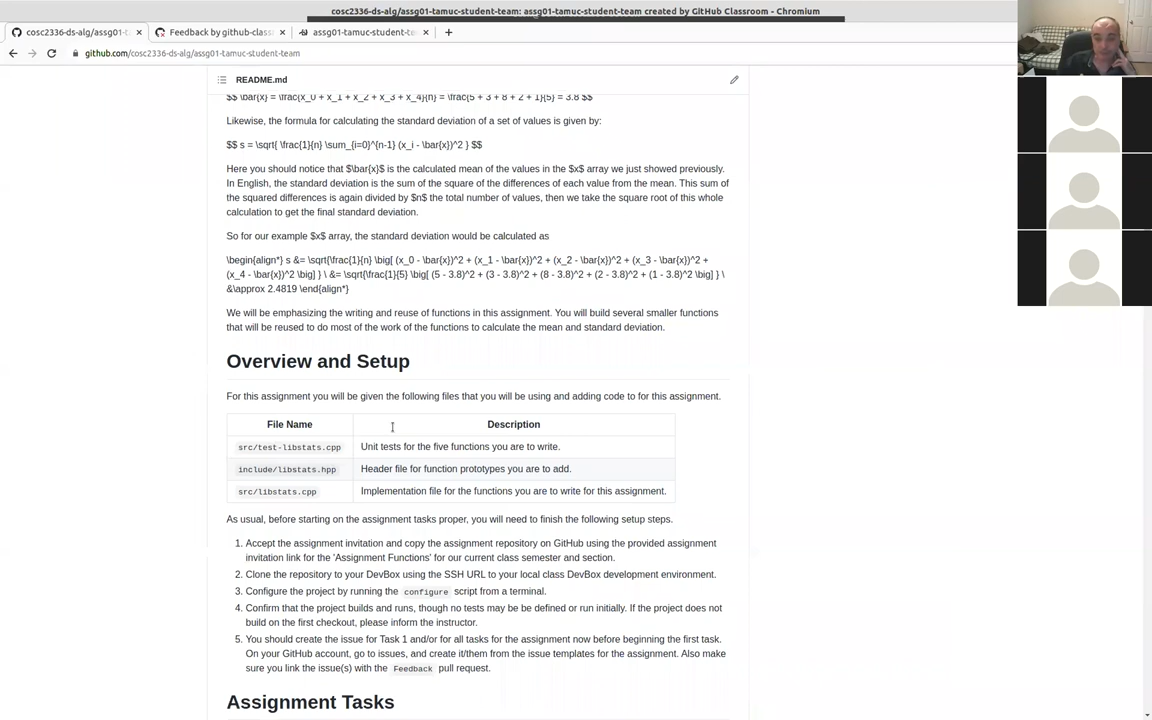 cosc2336-ds-alg/assg01-tamuc-student-team: assg01-tamuc-student-team created by GitHub Classroom - Chromium
cosc2336-ds-alg/assg01-t
Feedback by github-class
assg01-tamuc-student-te
github.com/cosc2336-ds-alg/assg01-tamuc-student-team
README.md
$$ \bar{x} = \frac{x_0 + x_1 + x_2 + x_3 + x_4}{n} = \frac{5 + 3 + 8 + 2 + 1}{5} = 3.8 $$
Likewise, the formula for calculating the standard deviation of a set of values is given by:
$$ s = \sqrt{ \frac{1}{n} \sum_{i=0}^{n-1} (x_i - \bar{x})^2 } $$
Here you should notice that $\bar{x}$ is the calculated mean of the values in the $x$ array we just showed previously.
In English, the standard deviation is the sum of the square of the differences of each value from the mean. This sum of
the squared differences is again divided by $n$ the total number of values, then we take the square root of this whole
calculation to get the final standard deviation.
So for our example $x$ array, the standard deviation would be calculated as
\begin{align*} s &= \sqrt{\frac{1}{n} \big[ (x_0 - \bar{x})^2 + (x_1 - \bar{x})^2 + (x_2 - \bar{x})^2 + (x_3 - \bar{x})^2 +
(x_4 - \bar{x})^2 \big] } \ &= \sqrt{\frac{1}{5} \big[ (5 - 3.8)^2 + (3 - 3.8)^2 + (8 - 3.8)^2 + (2 - 3.8)^2 + (1 - 3.8)^2 \big] } \
&\approx 2.4819 \end{align*}
We will be emphasizing the writing and reuse of functions in this assignment. You will build several smaller functions
that will be reused to do most of the work of the functions to calculate the mean and standard deviation.
Overview and Setup
For this assignment you will be given the following files that you will be using and adding code to for this assignment.
File Name Description
src/test-libstats.cpp Unit tests for the five functions you are to write.
include/libstats.hpp Header file for function prototypes you are to add.
src/libstats.cpp Implementation file for the functions you are to write for this assignment.
As usual, before starting on the assignment tasks proper, you will need to finish the following setup steps.
1. Accept the assignment invitation and copy the assignment repository on GitHub using the provided assignment
invitation link for the 'Assignment Functions' for our current class semester and section.
2. Clone the repository to your DevBox using the SSH URL to your local class DevBox development environment.
3. Configure the project by running the configure script from a terminal.
4. Confirm that the project builds and runs, though no tests may be be defined or run initially. If the project does not
build on the first checkout, please inform the instructor.
5. You should create the issue for Task 1 and/or for all tasks for the assignment now before beginning the first task.
On your GitHub account, go to issues, and create it/them from the issue templates for the assignment. Also make
sure you link the issue(s) with the Feedback pull request.
Assignment Tasks